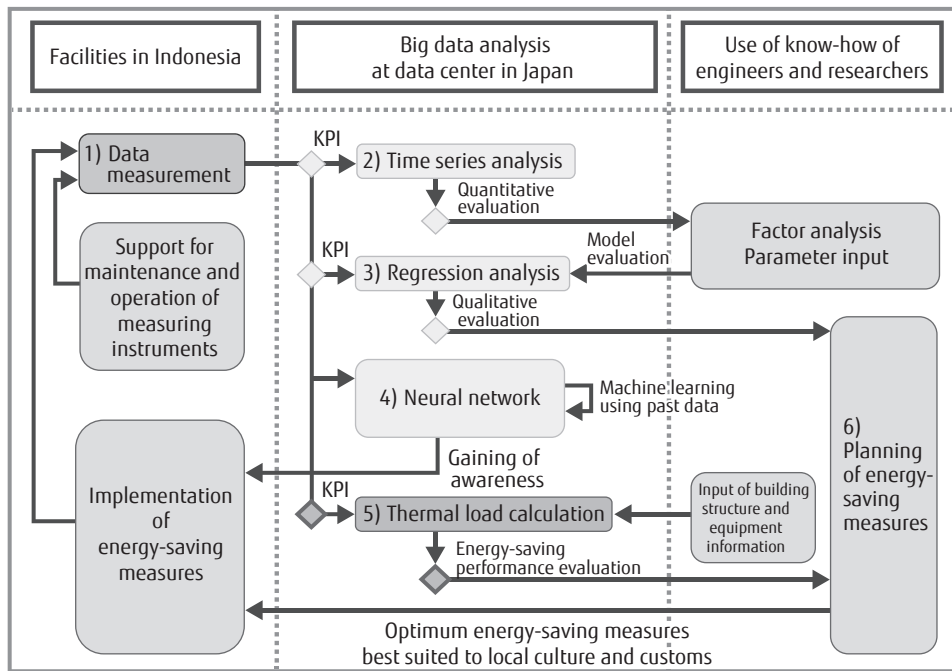 Facilities in Indonesia
Big data analysis
at data center in Japan
Use of know-how of
engineers and researchers
1) Data
measurement
KPI
2) Time series analysis
Quantitative
evaluation
Support for
maintenance and
operation of
measuring
instruments
Factor analysis
Parameter input
Model
evaluation
KPI
3) Regression analysis
Qualitative
evaluation
4) Neural network
Machine learning
using past data
Gaining of
awareness
6)
Planning
of energy-
saving
measures
Implementation
of
energy-saving
measures
KPI
5) Thermal load calculation
Input of building
structure and
equipment
information
Energy-saving
performance evaluation
Optimum energy-saving measures
best suited to local culture and customs